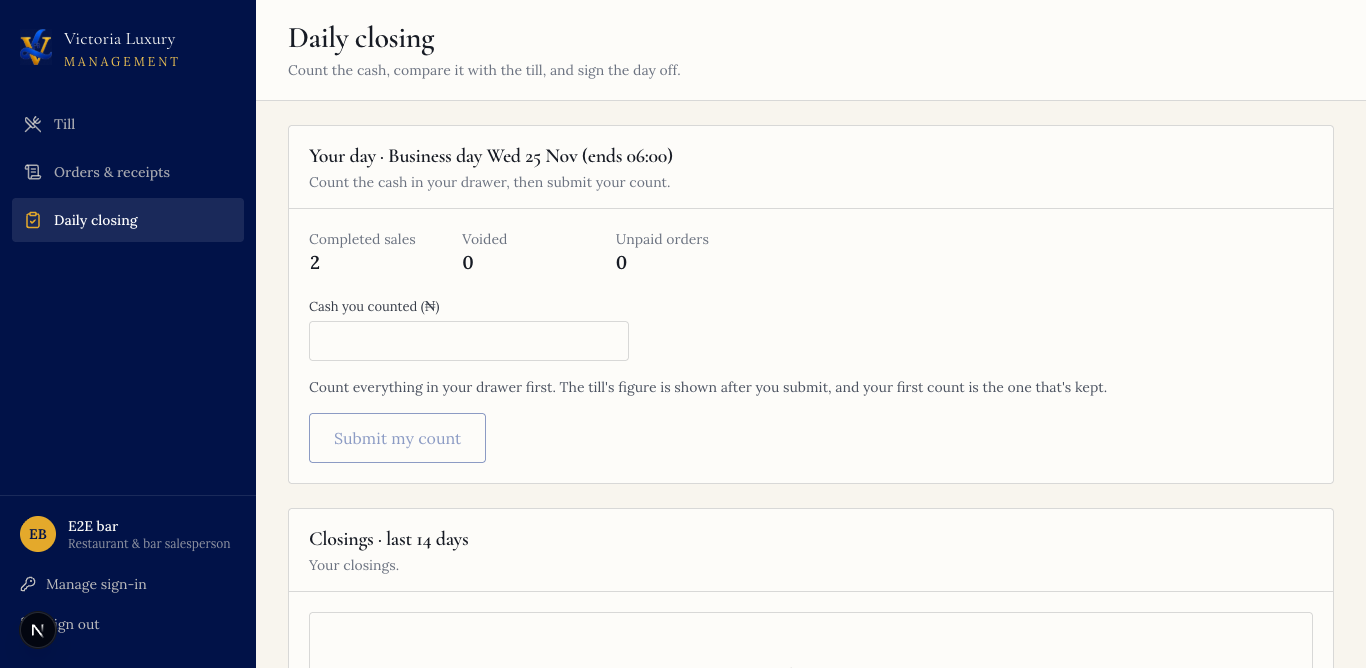 Victoria Luxury
MANAGEMENT
Till
Orders & receipts
Daily closing
E2E bar
EB
Restaurant & bar salesperson
Manage sign-in
ign out
N
Daily closing
Count the cash, compare it with the till, and sign the day off.
Your day · Business day Wed 25 Nov (ends 06:00)
Count the cash in your drawer, then submit your count.
Completed sales
2
Voided
0
Unpaid orders
0
Cash you counted (₦)
Count everything in your drawer first. The till's figure is shown after you submit, and your first count is the one that's kept.
Submit my count
Closings · last 14 days
Your closings.